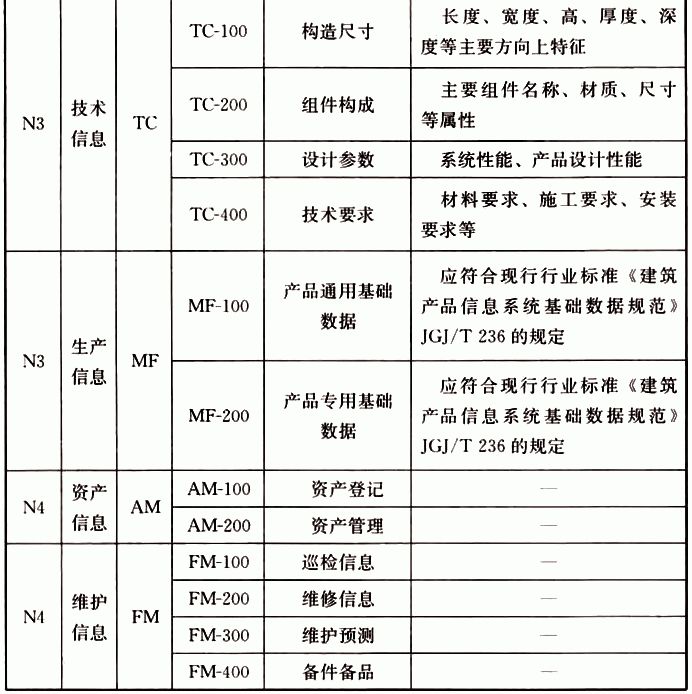 N3
技术
信息
TC
TC-100
构造尺寸
长度、宽度、高、厚度、深
度等主要方向上特征
TC-200
组件构成
主要组件名称、材质、尺寸
等属性
TC-300
设计参数
系统性能、产品设计性能
TC-400
技术要求
材料要求、施工要求、安装
要求等
N3
生产
信息
MF
MF-100
产品通用基础
数据
应符合现行行业标准《建筑
产品信息系统基础数据规范》
JGJ/T 236 的规定
MF-200
产品专用基础
数据
应符合现行行业标准《建筑
产品信息系统基础数据规范》
JGJ/T 236 的规定
N4
资产
信息
AM
AM-100
资产登记
—
AM-200
资产管理
—
N4
维护
信息
FM
FM-100
巡检信息
—
FM-200
维修信息
—
FM-300
维护预测
—
FM-400
备件备品
—